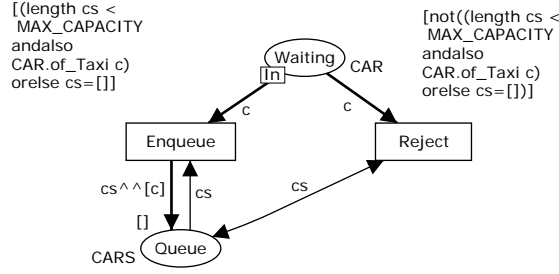 [(length cs <
MAX_CAPACITY
andalso
CAR.of_Taxi c)
orelse cs=[]]
[not((length cs <
MAX_CAPACITY
andalso
CAR.of_Taxi c)
orelse cs=[])]
Waiting
CAR
In
c
c
Enqueue
Reject
cs^^[c]
cs
cs
[]
Queue
CARS